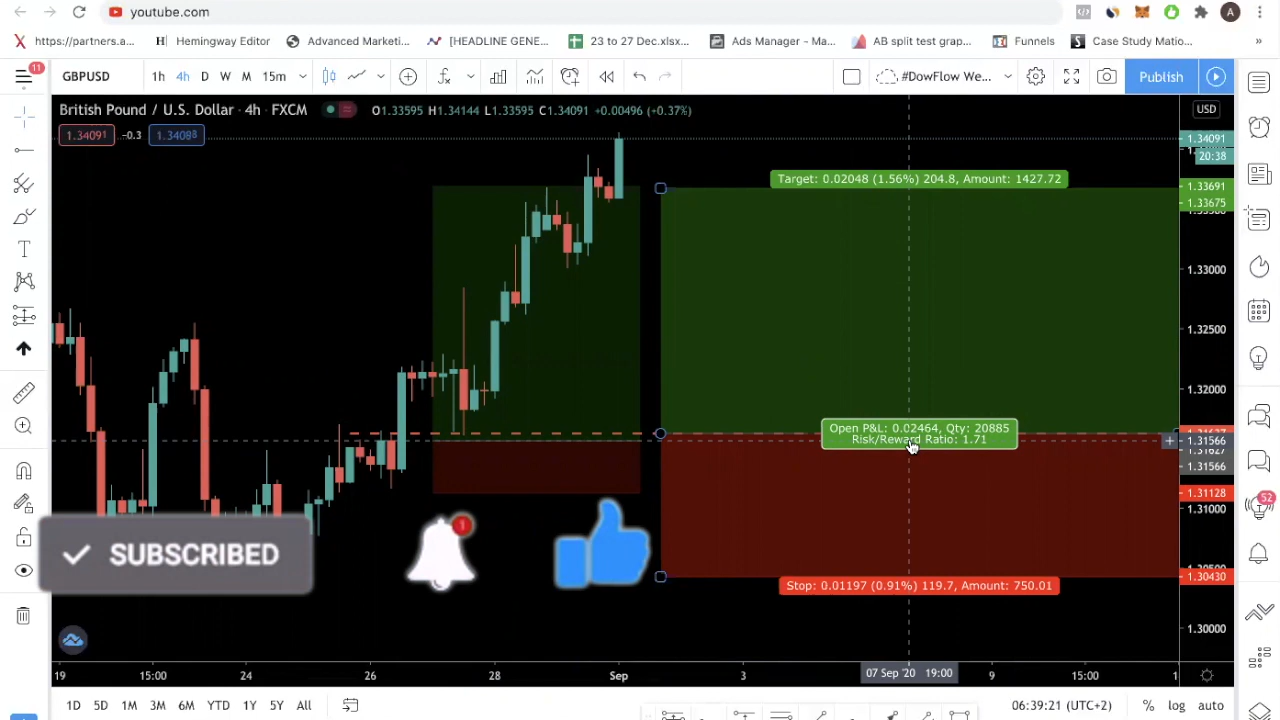 youtube.com
A
https://partners.a...
Hemingway Editor
Advanced Marketi...
[HEADLINE GENE...
23 to 27 Dec.xlsx...
Ads Manager - Ma...
AB split test grap...
Funnels
Case Study Matio...
»
11
GBPUSD
1h 4h D W M 15m
#DowFlow We...
Publish
British Pound / U.S. Dollar · 4h · FXCM
O1.33595 H1.34144 L1.33595 C1.34091 +0.00496 (+0.37%)
USD
1.34091 -0.3 1.34088
1.34091
20:38
Target: 0.02048 (1.56%) 204.8, Amount: 1427.72
1.33691
1.33675
1.33000
1.32500
1.32000
Open P&L: 0.02464, Qty: 20885
Risk/Reward Ratio: 1.71
1.31566
1.31566
1.31128
1.31000
SUBSCRIBED
1
52
1.30430
Stop: 0.01197 (0.91%) 119.7, Amount: 750.01
1.30000
19 15:00 24 26 28 Sep 3 07 Sep '20 19:00 9 15:00
1D 5D 1M 3M 6M YTD 1Y 5Y All
06:39:21 (UTC+2) % log auto